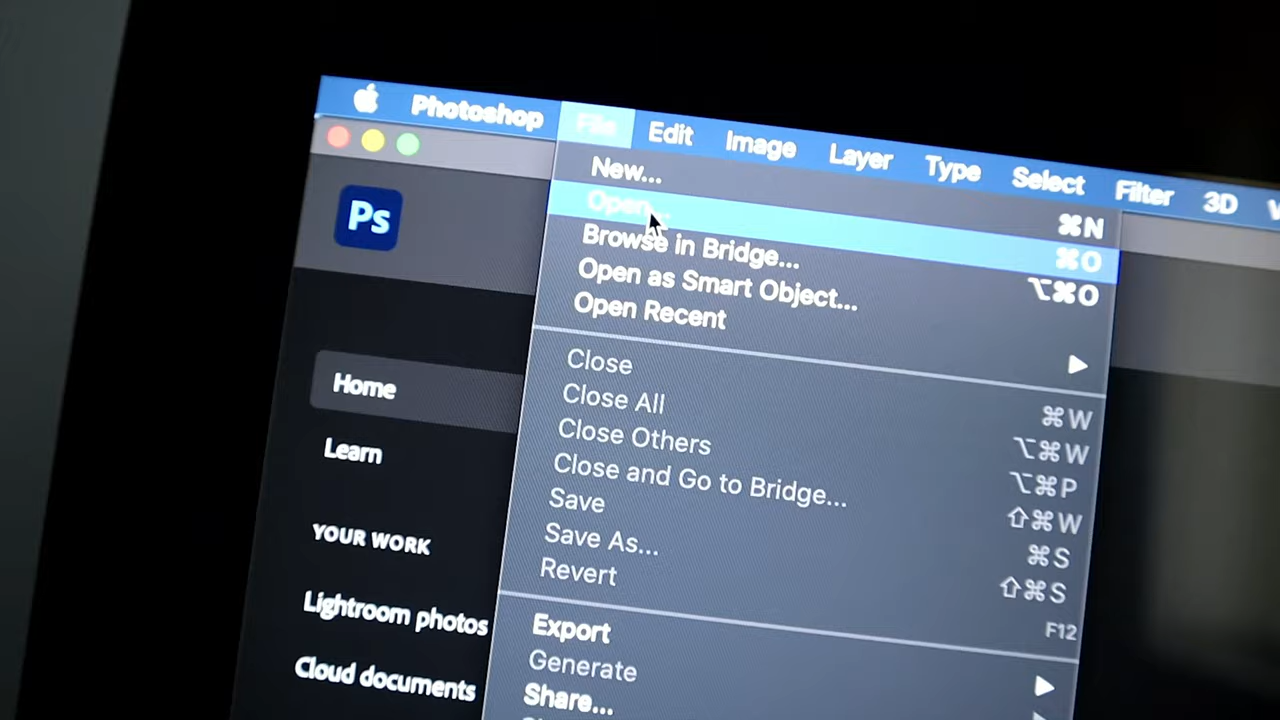 Photoshop File Edit Image Layer Type Select Filter 3D
Ps
New... ⌘N
Open... ⌘O
Browse in Bridge... ⌥⌘O
Open as Smart Object...
Open Recent
Close ⌘W
Close All ⌥⌘W
Close Others ⌥⌘P
Close and Go to Bridge... ⇧⌘W
Save ⌘S
Save As... ⇧⌘S
Revert F12
Export
Generate
Share...
Home
Learn
YOUR WORK
Lightroom photos
Cloud documents